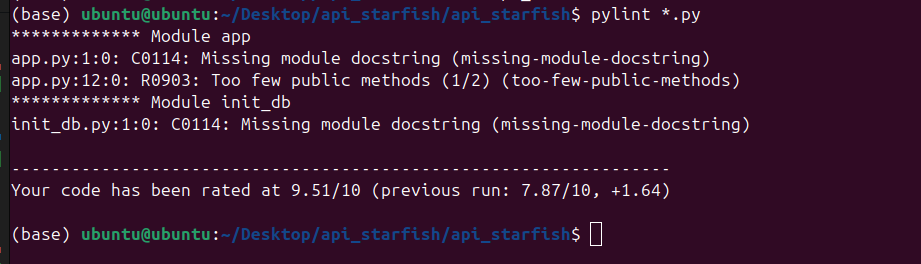 (base) ubuntu@ubuntu:~/Desktop/api_starfish/api_starfish$ pylint *.py
************* Module app
app.py:1:0: C0114: Missing module docstring (missing-module-docstring)
app.py:12:0: R0903: Too few public methods (1/2) (too-few-public-methods)
************* Module init_db
init_db.py:1:0: C0114: Missing module docstring (missing-module-docstring)
------------------------------------------------------------------
Your code has been rated at 9.51/10 (previous run: 7.87/10, +1.64)
(base) ubuntu@ubuntu:~/Desktop/api_starfish/api_starfish$